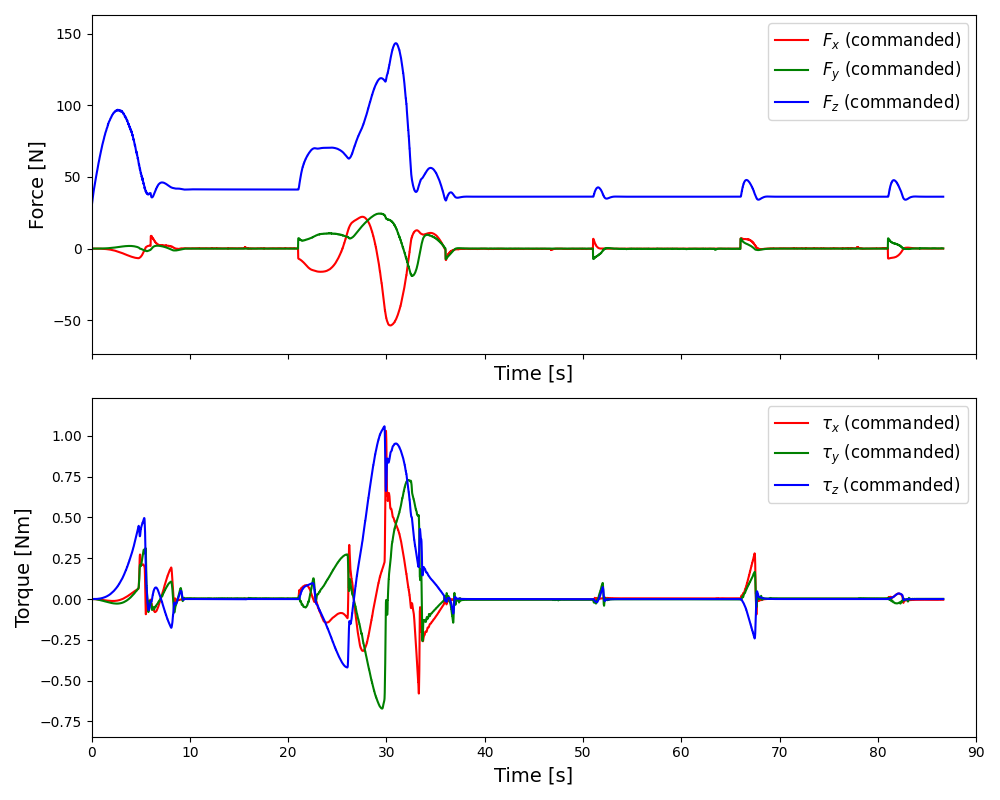 150
100
50
0
−50
Force [N]
F_x (commanded)
F_y (commanded)
F_z (commanded)
Time [s]
1.00
0.75
0.50
0.25
0.00
−0.25
−0.50
−0.75
Torque [Nm]
τ_x (commanded)
τ_y (commanded)
τ_z (commanded)
0 10 20 30 40 50 60 70 80 90
Time [s]